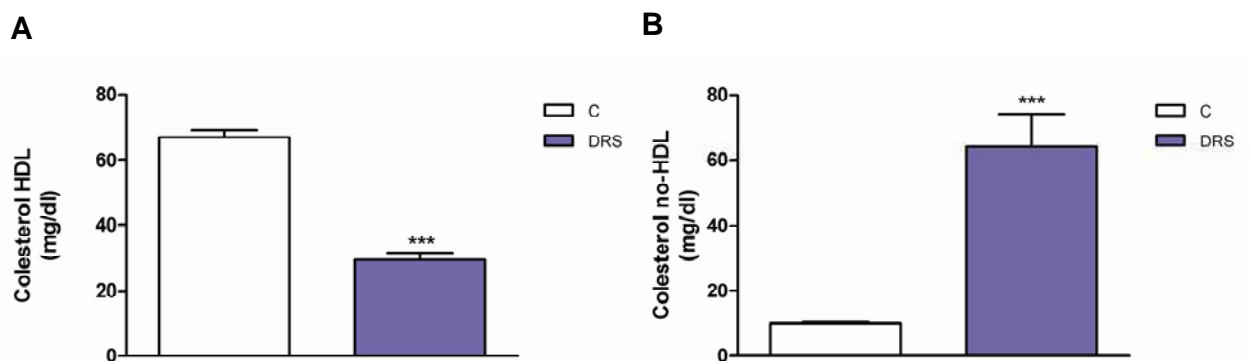 A
Colesterol HDL
(mg/dl)
80
60
40
20
0
***
C
DRS
B
Colesterol no-HDL
(mg/dl)
80
60
40
20
0
***
C
DRS